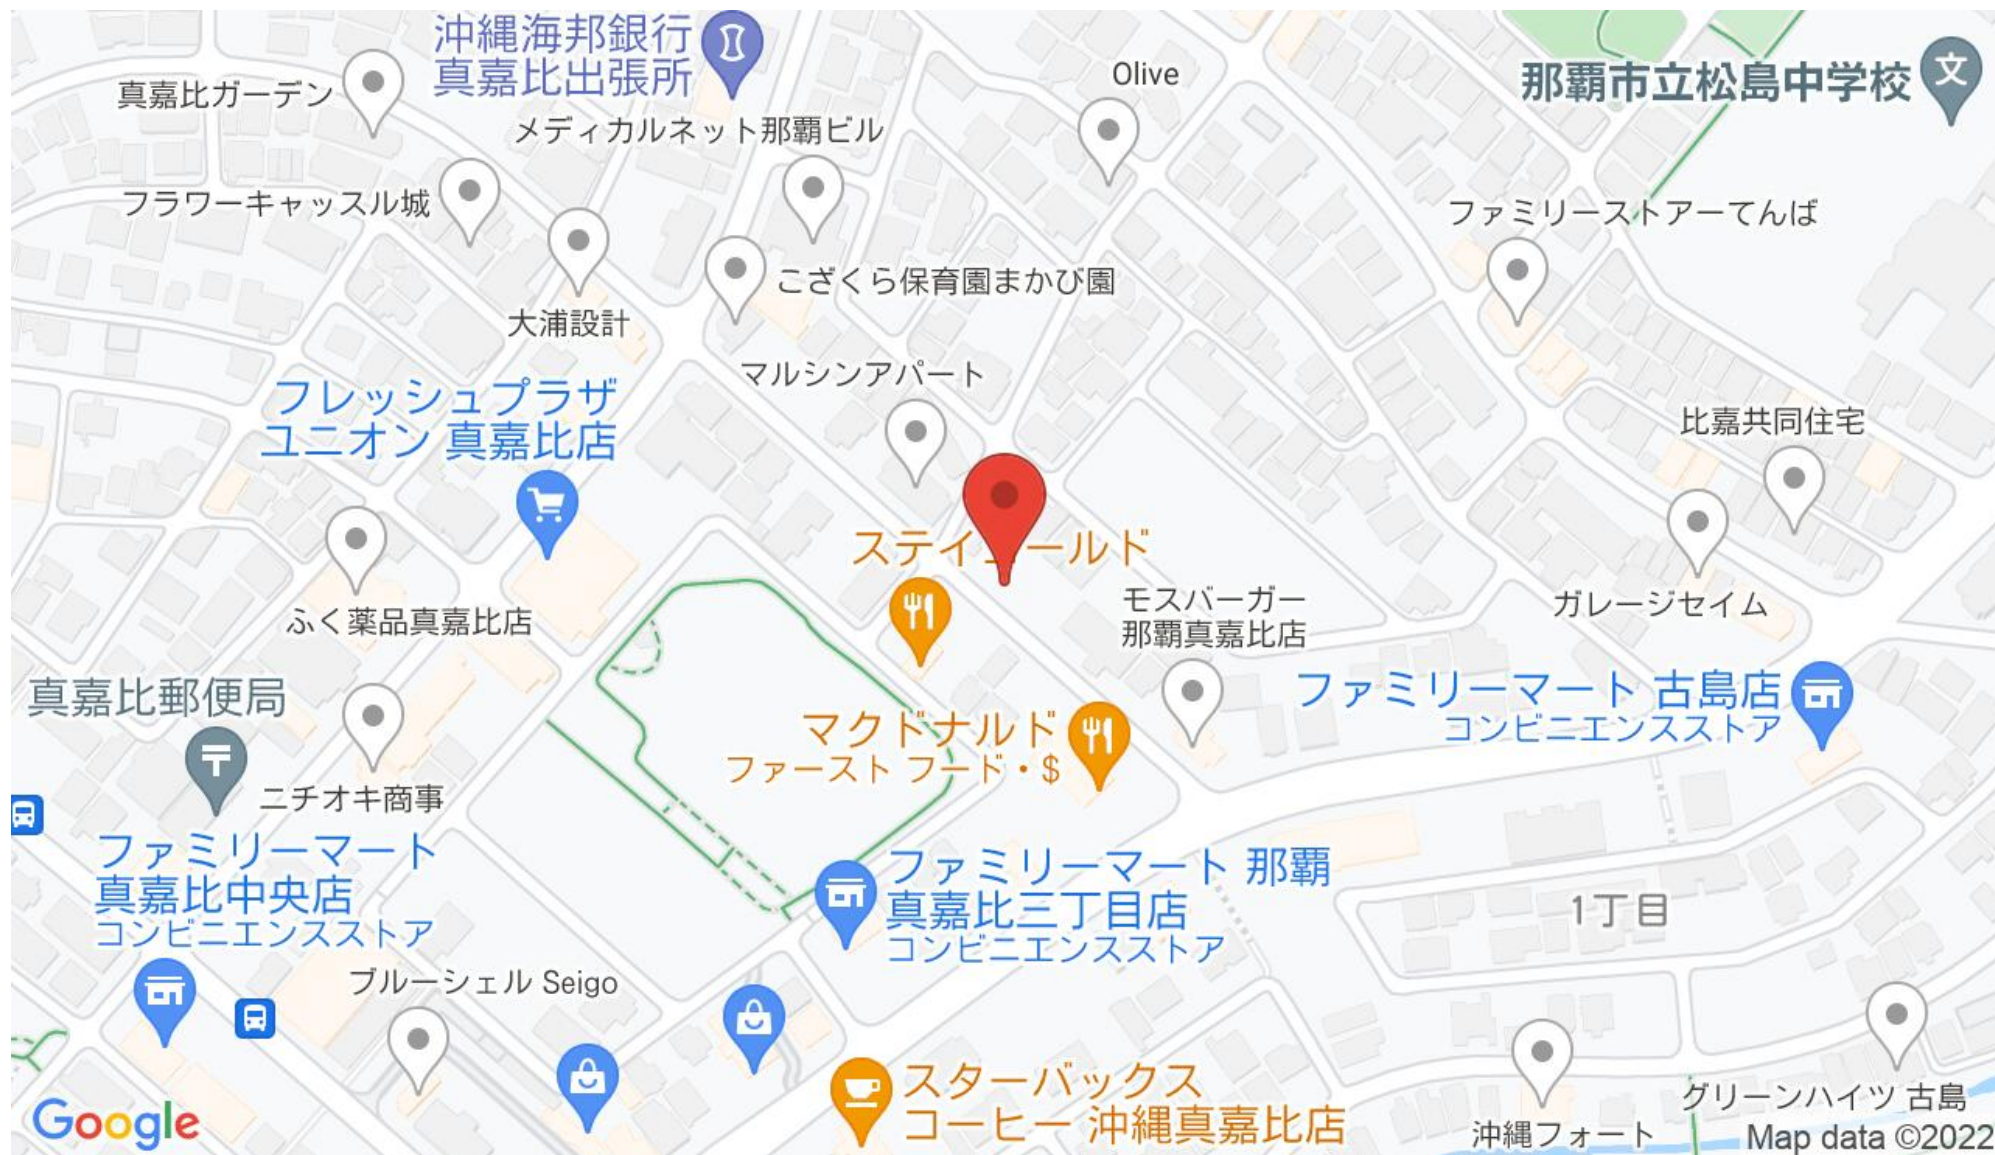 沖縄海邦銀行
真嘉比出張所
Olive
那覇市立松島中学校
文
真嘉比ガーデン
メディカルネット那覇ビル
フラワーキャッスル城
ファミリーストアーてんば
こざくら保育園まかび園
大浦設計
マルシンアパート
フレッシュプラザ
ユニオン 真嘉比店
比嘉共同住宅
モスバーガー
那覇真嘉比店
ガレージセイム
ふく薬品真嘉比店
真嘉比郵便局
〒
ファミリーマート 古島店
コンビニエンスストア
マクドナルド
ファースト フード・$
ニチオキ商事
ファミリーマート
真嘉比中央店
コンビニエンスストア
ファミリーマート 那覇
真嘉比三丁目店
コンビニエンスストア
1丁目
ブルーシェル Seigo
スターバックス
コーヒー 沖縄真嘉比店
グリーンハイツ 古島
沖縄フォート
Google
Map data ©2022